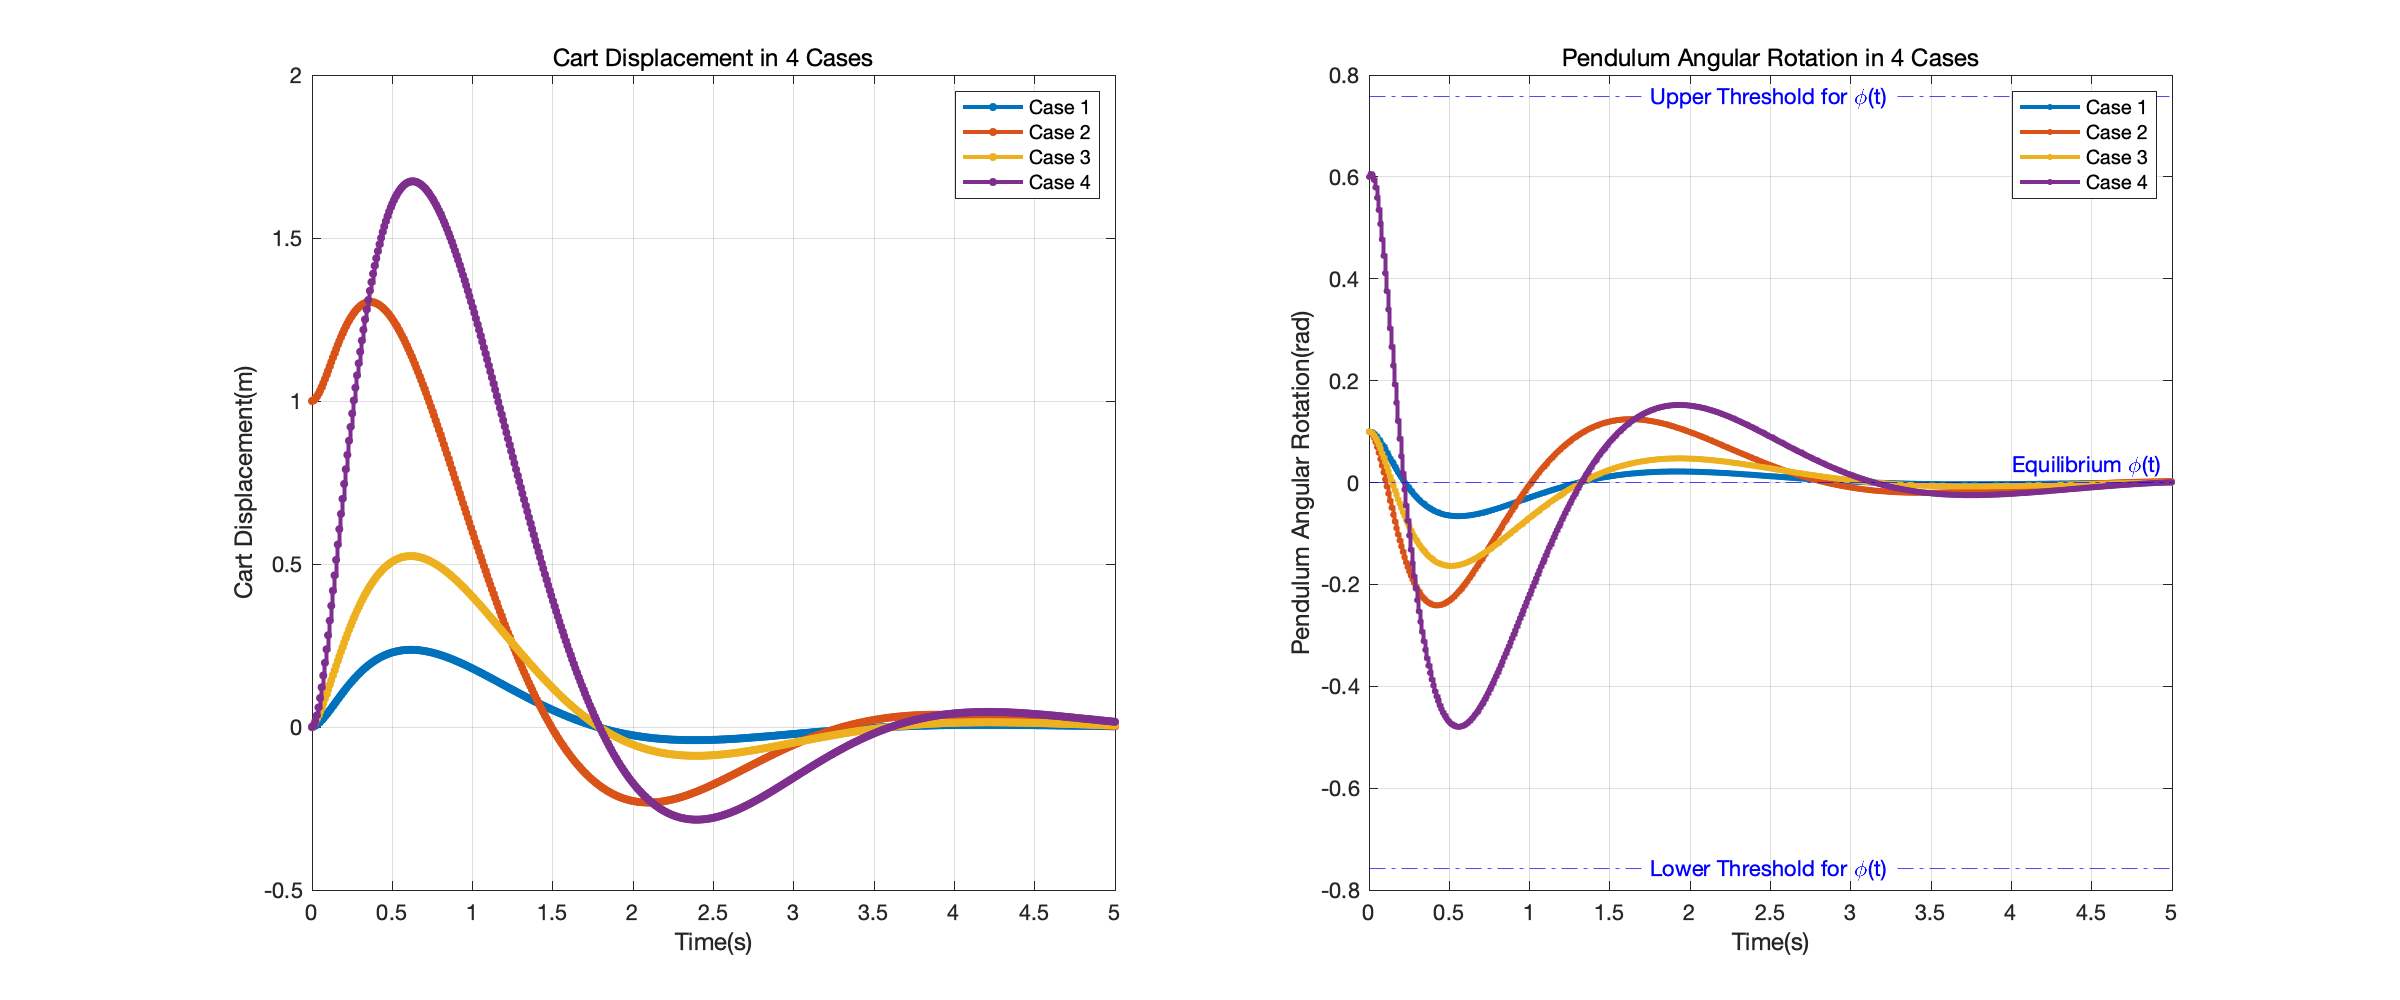 Cart Displacement in 4 Cases
2
1.5
1
0.5
0
-0.5
Cart Displacement(m)
0 0.5 1 1.5 2 2.5 3 3.5 4 4.5 5
Time(s)
Case 1
Case 2
Case 3
Case 4
Pendulum Angular Rotation in 4 Cases
0.8
0.6
0.4
0.2
0
-0.2
-0.4
-0.6
-0.8
Pendulum Angular Rotation(rad)
Upper Threshold for ϕ(t)
Case 1
Case 2
Case 3
Case 4
Equilibrium ϕ(t)
Lower Threshold for ϕ(t)
0 0.5 1 1.5 2 2.5 3 3.5 4 4.5 5
Time(s)